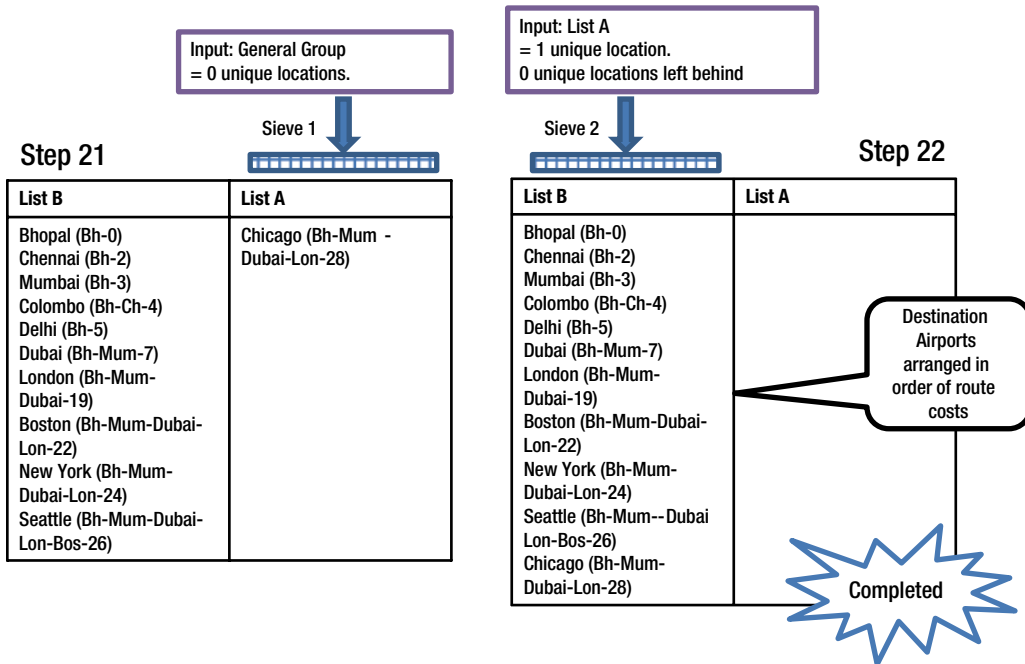 Input: General Group
= 0 unique locations.
Sieve 1
Step 21
List B
List A
Bhopal (Bh-0)
Chennai (Bh-2)
Mumbai (Bh-3)
Colombo (Bh-Ch-4)
Delhi (Bh-5)
Dubai (Bh-Mum-7)
London (Bh-Mum-
Dubai-19)
Boston (Bh-Mum-Dubai-
Lon-22)
New York (Bh-Mum-
Dubai-Lon-24)
Seattle (Bh-Mum-Dubai-
Lon-Bos-26)
Chicago (Bh-Mum -
Dubai-Lon-28)
Input: List A
= 1 unique location.
0 unique locations left behind
Sieve 2
Step 22
List B
List A
Bhopal (Bh-0)
Chennai (Bh-2)
Mumbai (Bh-3)
Colombo (Bh-Ch-4)
Delhi (Bh-5)
Dubai (Bh-Mum-7)
London (Bh-Mum-
Dubai-19)
Boston (Bh-Mum-Dubai-
Lon-22)
New York (Bh-Mum-
Dubai-Lon-24)
Seattle (Bh-Mum--Dubai
Lon-Bos-26)
Chicago (Bh-Mum-
Dubai-Lon-28)
Destination
Airports
arranged in
order of route
costs
Completed